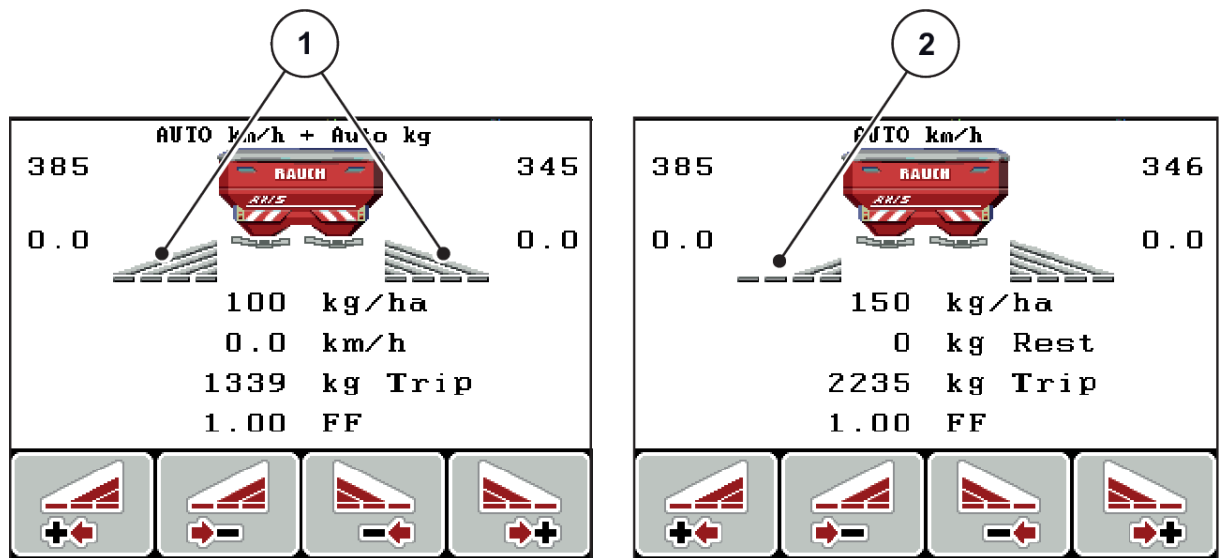 1
2
AUTO km/h + Auto kg
385
345
RAUCH
AXIS
0.0
0.0
100 kg/ha
0.0 km/h
1339 kg Trip
1.00 FF
AUTO km/h
385
346
RAUCH
AXIS
0.0
0.0
150 kg/ha
0 kg Rest
2235 kg Trip
1.00 FF